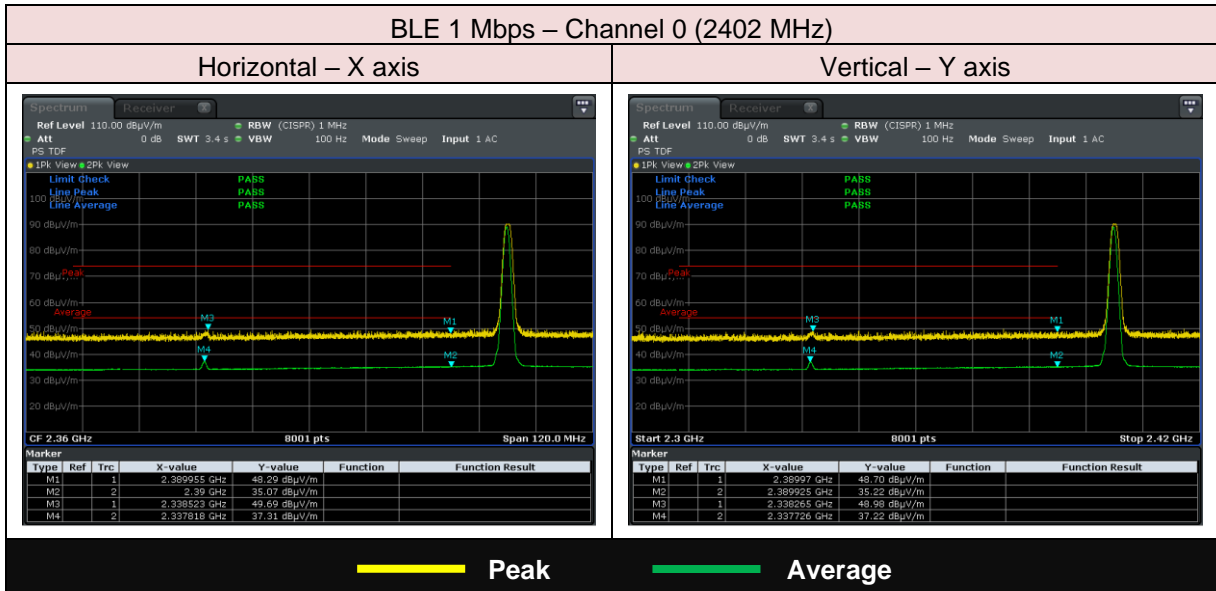 BLE 1 Mbps – Channel 0 (2402 MHz)
Horizontal – X axis
Spectrum Receiver X
Ref Level 110.00 dBµV/m RBW (CISPR) 1 MHz
Att 0 dB SWT 3.4 s VBW 100 Hz Mode Sweep Input 1 AC
PS TDF
1Pk View 2Pk View
Limit Check PASS
Line Peak PASS
Line Average PASS
100 dBµV/m
90 dBµV/m
80 dBµV/m
Peak
70 dBµV/m
60 dBµV/m
Average
M3
M1
50 dBµV/m
M4
M2
40 dBµV/m
30 dBµV/m
20 dBµV/m
CF 2.36 GHz 8001 pts Span 120.0 MHz
Marker
Type Ref Trc X-value Y-value Function Function Result
M1 1 2.389955 GHz 48.29 dBµV/m
M2 2 2.39 GHz 35.07 dBµV/m
M3 1 2.338523 GHz 49.69 dBµV/m
M4 2 2.337818 GHz 37.31 dBµV/m
Vertical – Y axis
Spectrum Receiver X
Ref Level 110.00 dBµV/m RBW (CISPR) 1 MHz
Att 0 dB SWT 3.4 s VBW 100 Hz Mode Sweep Input 1 AC
PS TDF
1Pk View 2Pk View
Limit Check PASS
Line Peak PASS
Line Average PASS
100 dBµV/m
90 dBµV/m
80 dBµV/m
Peak
70 dBµV/m
60 dBµV/m
Average
M3
M1
50 dBµV/m
M4
M2
40 dBµV/m
30 dBµV/m
20 dBµV/m
Start 2.3 GHz 8001 pts Stop 2.42 GHz
Marker
Type Ref Trc X-value Y-value Function Function Result
M1 1 2.38997 GHz 48.70 dBµV/m
M2 2 2.389925 GHz 35.22 dBµV/m
M3 1 2.338265 GHz 48.98 dBµV/m
M4 2 2.337726 GHz 37.22 dBµV/m
Peak Average